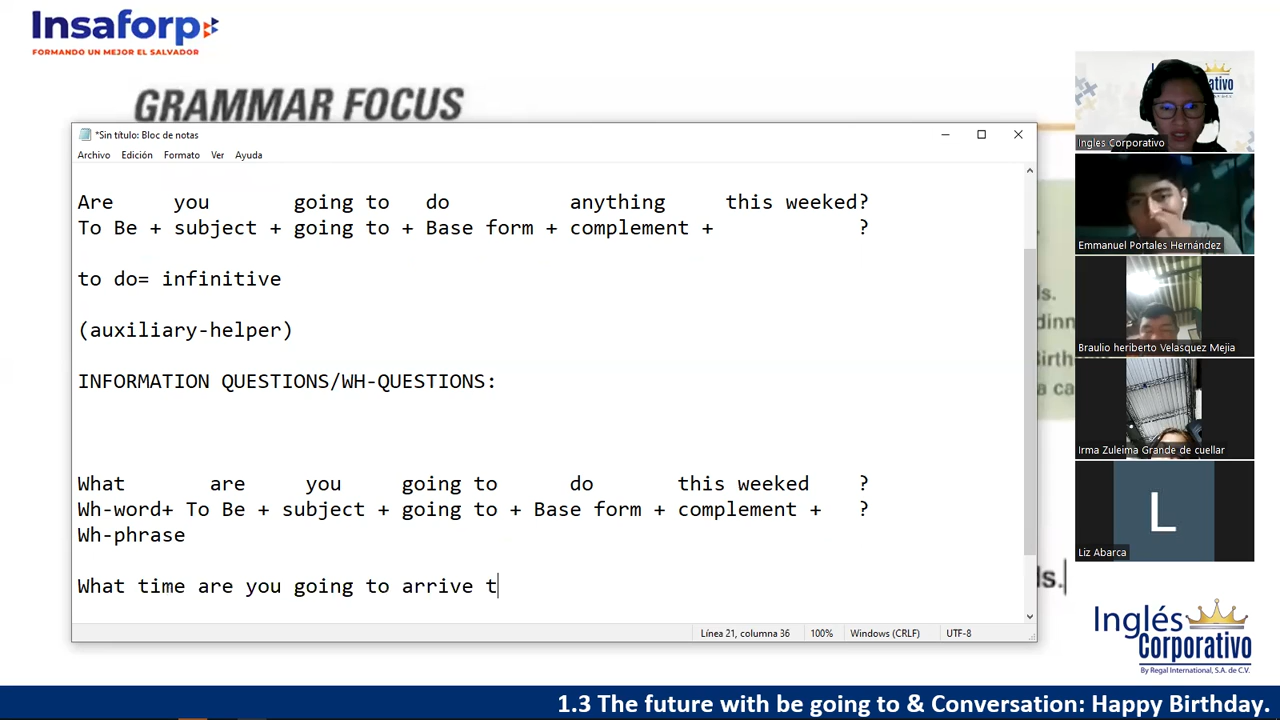 Insaforp
FORMANDO UN MEJOR EL SALVADOR
GRAMMAR FOCUS
*Sin título: Bloc de notas
Archivo Edición Formato Ver Ayuda
Are you going to do anything this weeked?
To Be + subject + going to + Base form + complement + ?
to do= infinitive
(auxiliary-helper)
INFORMATION QUESTIONS/WH-QUESTIONS:
What are you going to do this weeked ?
Wh-word+ To Be + subject + going to + Base form + complement + ?
Wh-phrase
What time are you going to arrive t
Línea 21, columna 36 100% Windows (CRLF) UTF-8
ls.
dinn
Birth
a ca
ls.
Inglés Corporativo
Emmanuel Portales Hernández
Braulio heriberto Velasquez Mejia
Irma Zuleima Grande de cuellar
L
Liz Abarca
Inglés
Corporativo
By Regal International, S.A. de C.V.
1.3 The future with be going to & Conversation: Happy Birthday.